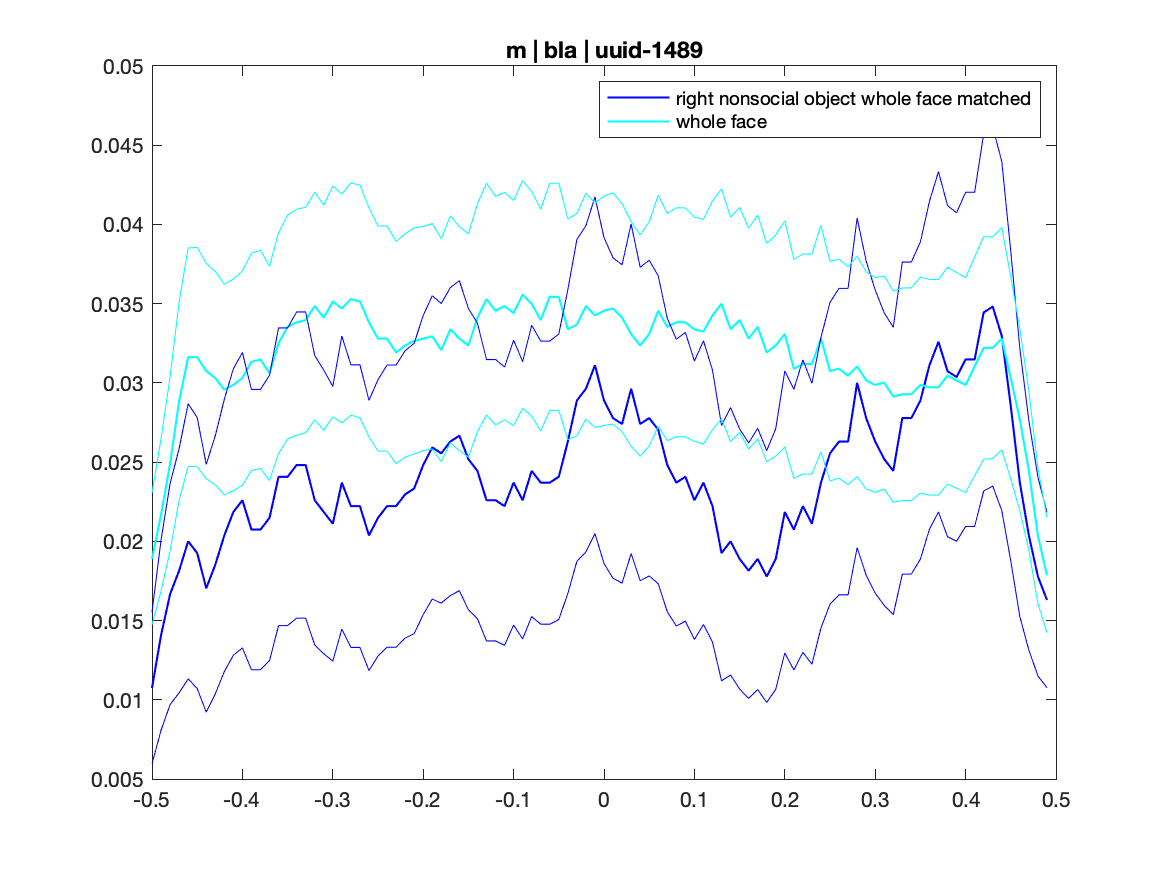 m | bla | uuid-1489
0.05
right nonsocial object whole face matched
whole face
0.045
0.04
0.035
0.03
0.025
0.02
0.015
0.01
0.005
-0.5 -0.4 -0.3 -0.2 -0.1 0 0.1 0.2 0.3 0.4 0.5